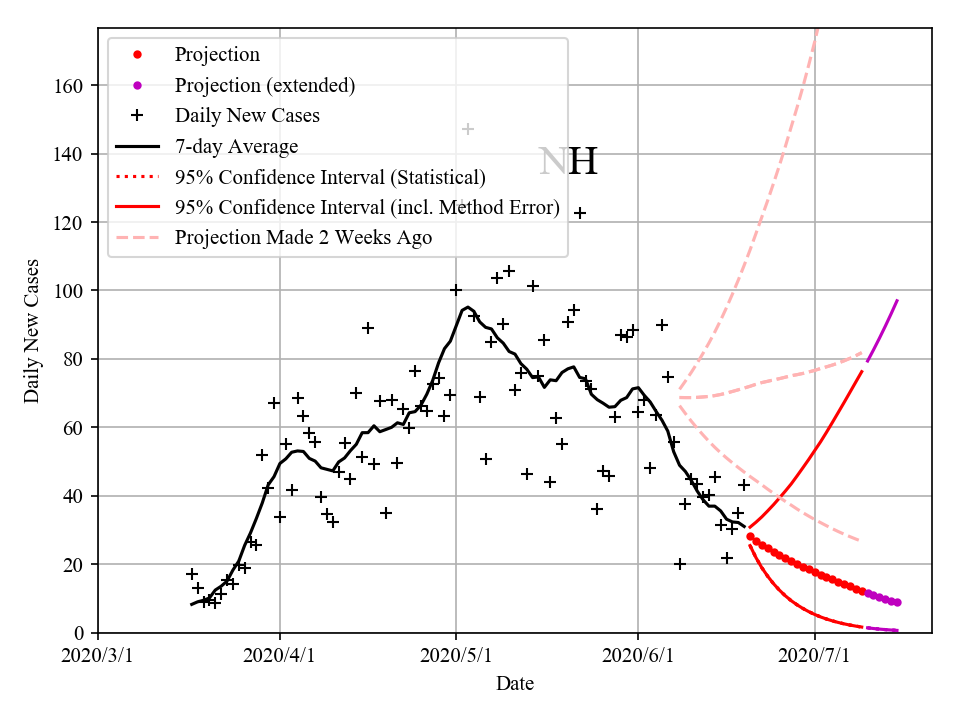 Projection
Projection (extended)
Daily New Cases
7-day Average
95% Confidence Interval (Statistical)
95% Confidence Interval (incl. Method Error)
Projection Made 2 Weeks Ago
NH
160
140
120
100
80
60
40
20
0
Daily New Cases
2020/3/1 2020/4/1 2020/5/1 2020/6/1 2020/7/1
Date